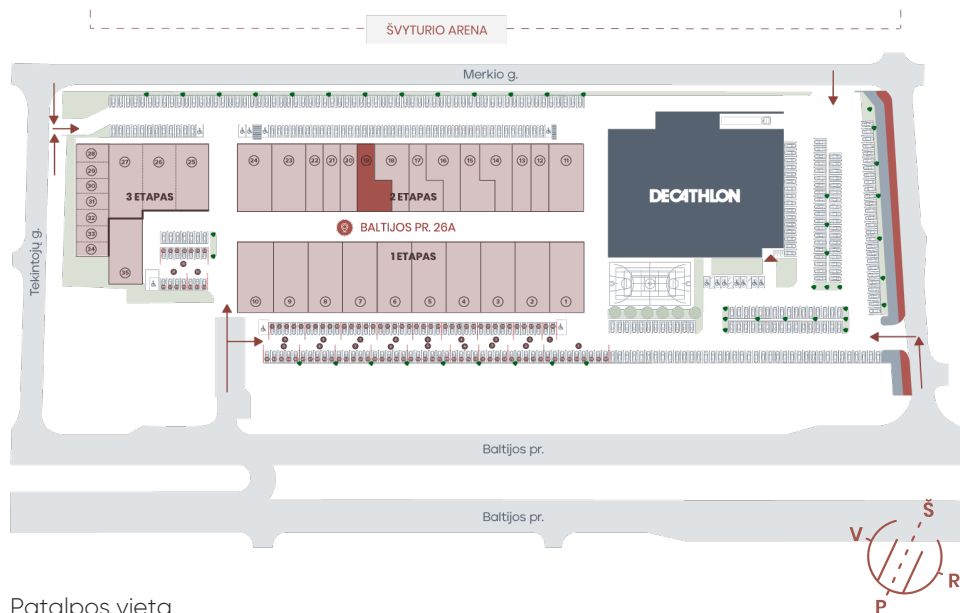 ŠVYTURIO ARENA
Merkio g.
28
29
30
31
32
33
34
27
26
25
3 ETAPAS
35
24
23
22
21
20
19
18
17
16
15
14
13
12
11
2 ETAPAS
DECATHLON
BALTIJOS PR. 26A
1 ETAPAS
10
9
8
7
6
5
4
3
2
1
Tekintojų g.
Baltijos pr.
Baltijos pr.
Š
V
R
P
Patalpos vieta